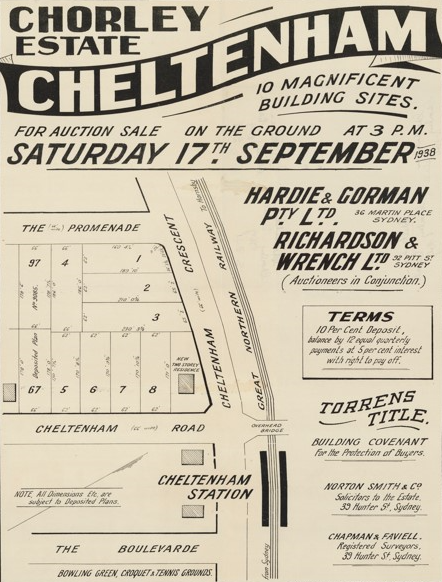 CHORLEY
ESTATE
CHELTENHAM
10 MAGNIFICENT
BUILDING SITES.
FOR AUCTION SALE ON THE GROUND AT 3 P.M.
SATURDAY 17TH SEPTEMBER 1938
HARDIE & GORMAN
PTY LTD. 36 MARTIN PLACE
SYDNEY.
RICHARDSON &
WRENCH LTD 92 PITT ST
SYDNEY
(Auctioneers in Conjunction.)
TERMS
10 Per Cent Deposit,
balance by 12 equal quarterly
payments at 5 per cent interest
with right to pay off.
TORRENS
TITLE.
BUILDING COVENANT
for the Protection of Buyers.
NORTON SMITH & CO
Solicitors to the Estate,
39 Hunter St, Sydney.
CHAPMAN & FAVIELL.
Registered Surveyors,
39 Hunter St, Sydney.
THE PROMENADE
97 4 1
2
3
67 5 6 7 8
Deposited Plan
NEW
TWO STOREY
RESIDENCE
CHELTENHAM CRESCENT
GREAT NORTHERN RAILWAY
To Hornsby
CHELTENHAM ROAD
OVERHEAD
BRIDGE
CHELTENHAM
STATION
From Sydney
NOTE, All Dimensions etc, are
subject to Deposited Plans.
THE BOULEVARDE
BOWLING GREEN, CROQUET & TENNIS GROUNDS.